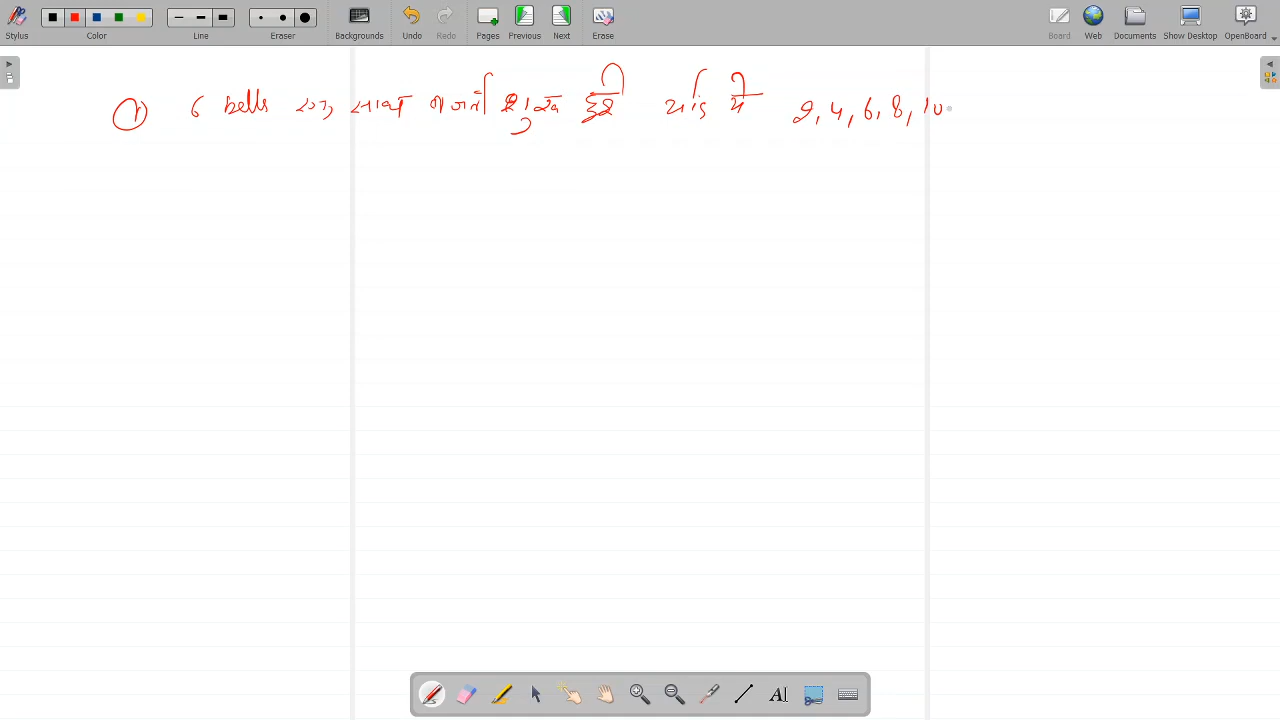 Stylus
Color
Line
Eraser
Backgrounds
Undo
Redo
Pages
Previous
Next
Erase
Board
Web
Documents
Show Desktop
OpenBoard
1 6 bells एक साथ बजनी 2, 4, 6, 8, 10